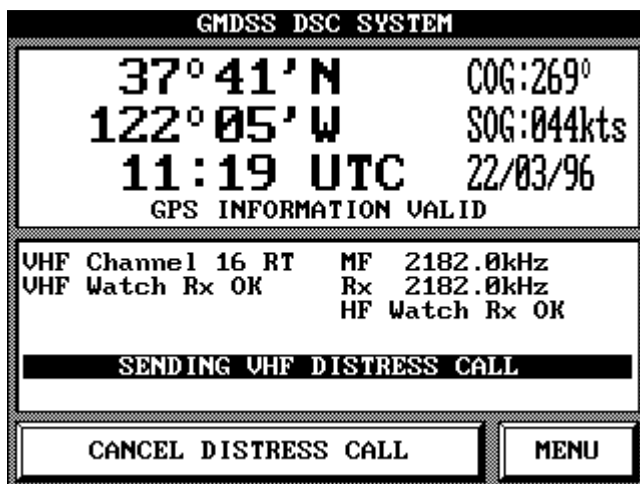 GMDSS DSC SYSTEM
37°41'N COG:269°
122°05'W SOG:044kts
11:19 UTC 22/03/96
GPS INFORMATION VALID
VHF Channel 16 RT MF 2182.0kHz
VHF Watch Rx OK Rx 2182.0kHz
HF Watch Rx OK
SENDING VHF DISTRESS CALL
CANCEL DISTRESS CALL MENU